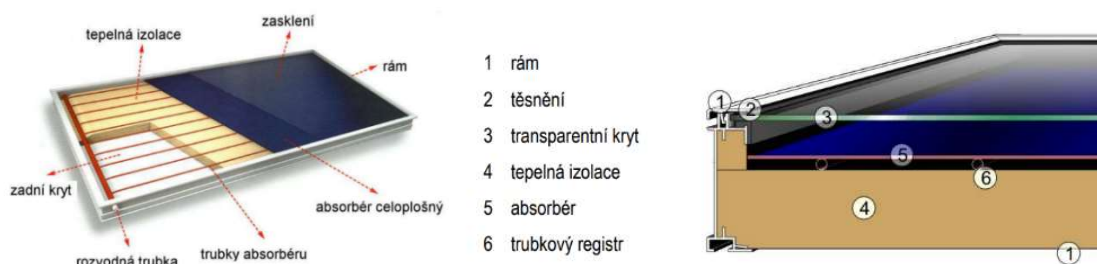 zasklení
tepelná izolace
rám
zadní kryt
absorbér celoplošný
trubky absorbéru
rozvodná trubka
1 rám
2 těsnění
3 transparentní kryt
4 tepelná izolace
5 absorbér
6 trubkový registr
1
2
3
5
6
4
1